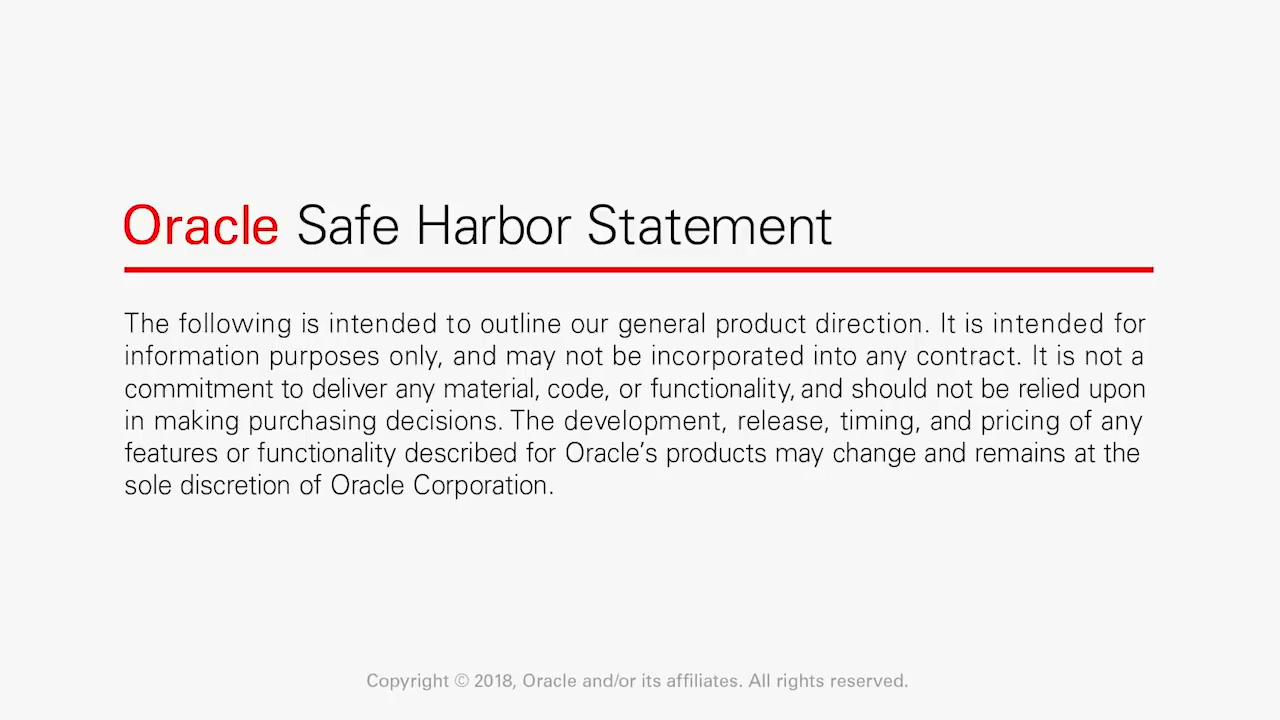 Oracle Safe Harbor Statement
The following is intended to outline our general product direction. It is intended for
information purposes only, and may not be incorporated into any contract. It is not a
commitment to deliver any material, code, or functionality, and should not be relied upon
in making purchasing decisions. The development, release, timing, and pricing of any
features or functionality described for Oracle’s products may change and remains at the
sole discretion of Oracle Corporation.
Copyright © 2018, Oracle and/or its affiliates. All rights reserved.